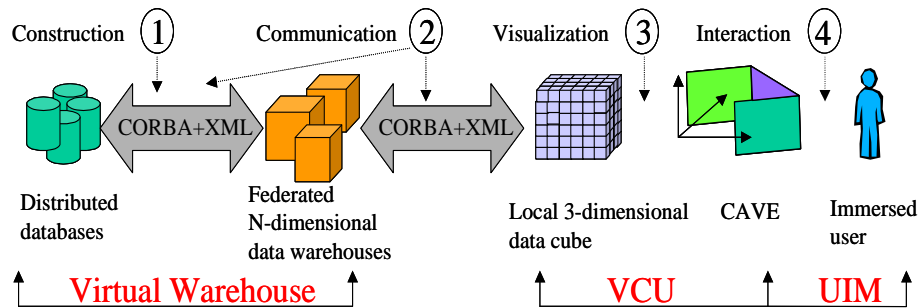 Construction 1 Communication 2 Visualization 3 Interaction 4
CORBA+XML CORBA+XML
Distributed
databases
Federated
N-dimensional
data warehouses
Local 3-dimensional
data cube
CAVE
Immersed
user
Virtual Warehouse VCU UIM